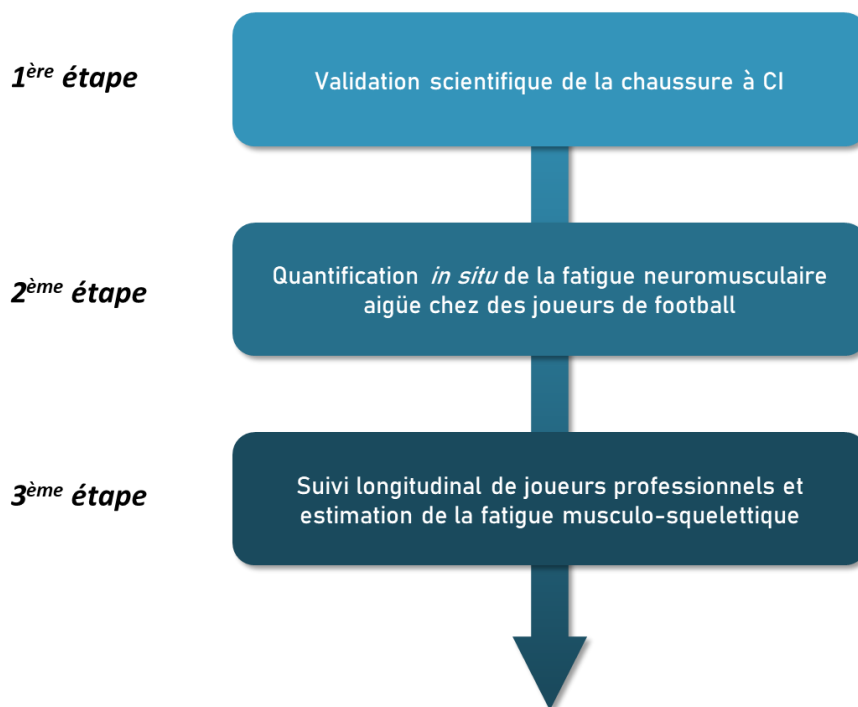 1ère étape
Validation scientifique de la chaussure à CI
2ème étape
Quantification in situ de la fatigue neuromusculaire
aigüe chez des joueurs de football
3ème étape
Suivi longitudinal de joueurs professionnels et
estimation de la fatigue musculo-squelettique